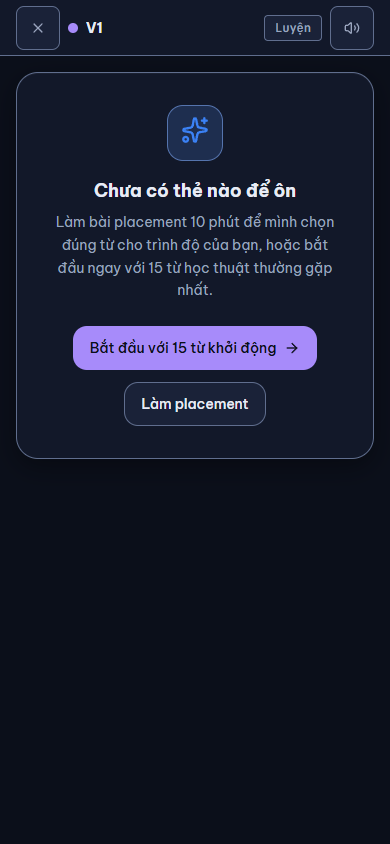 V1
Luyện
Chưa có thẻ nào để ôn
Làm bài placement 10 phút để mình chọn
đúng từ cho trình độ của bạn, hoặc bắt
đầu ngay với 15 từ học thuật thường gặp
nhất.
Bắt đầu với 15 từ khởi động →
Làm placement